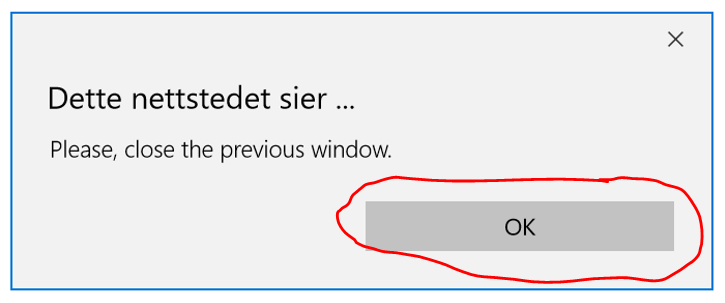 Dette nettstedet sier ...
Please, close the previous window.
OK